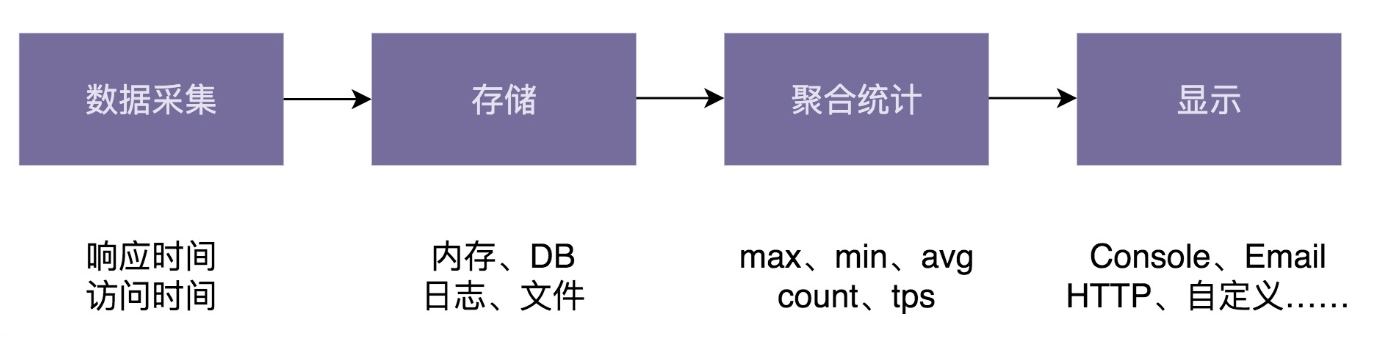 数据采集
存储
聚合统计
显示
响应时间
访问时间
内存、DB
日志、文件
max、min、avg
count、tps
Console、Email
HTTP、自定义……